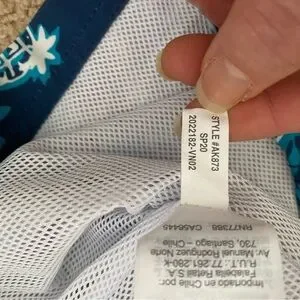 STYLE #AK873
SP20
2022182-VN02
RN77388 CA56445
Importado en Chile por:
Falabella Retail S.A.
R.U.T.: 77.261.280-K
Av. Manuel Rodriguez Norte
730, Santiago - Chile